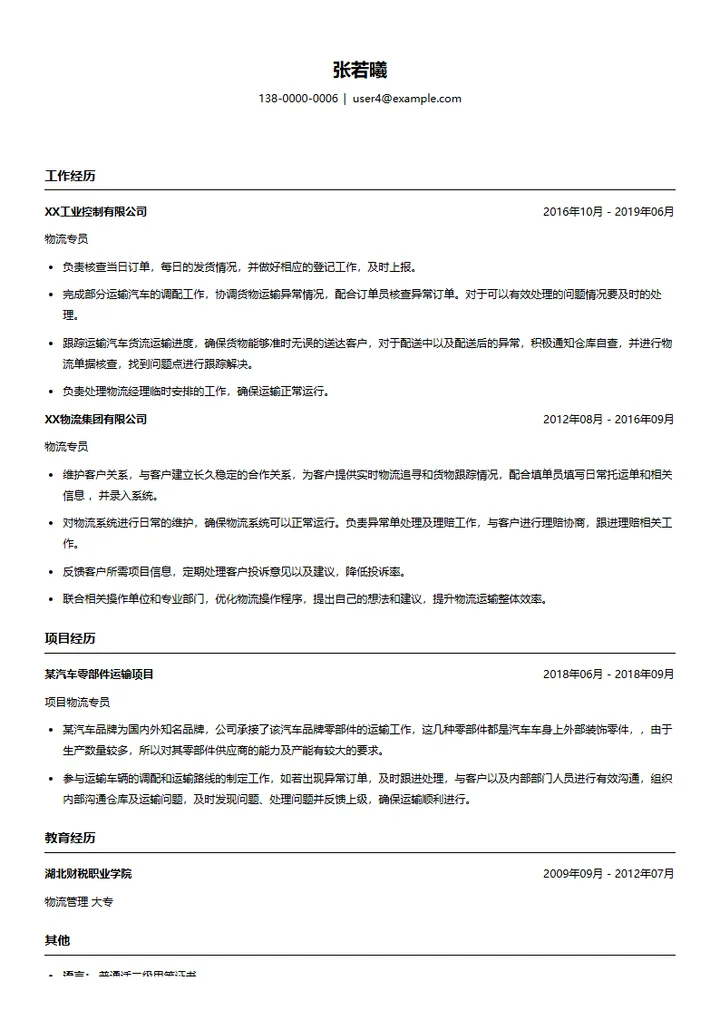 张若曦
138-0000-0006 | user4@example.com
工作经历
XX工业控制有限公司 2016年10月 - 2019年06月
物流专员
• 负责核查当日订单，每日的发货情况，并做好相应的登记工作，及时上报。
• 完成部分运输汽车的调配工作，协调货物运输异常情况，配合订单员核查异常订单。对于可以有效处理的问题情况要及时的处
理。
• 跟踪运输汽车货流运输进度，确保货物能够准时无误的送达客户，对于配送中以及配送后的异常，积极通知仓库自查，并进行物
流单据核查，找到问题点进行跟踪解决。
• 负责处理物流经理临时安排的工作，确保运输正常运行。
XX物流集团有限公司 2012年08月 - 2016年09月
物流专员
• 维护客户关系，与客户建立长久稳定的合作关系，为客户提供实时物流追寻和货物跟踪情况，配合填单员填写日常托运单和相关
信息 ，并录入系统。
• 对物流系统进行日常的维护，确保物流系统可以正常运行。负责异常单处理及理赔工作，与客户进行理赔协商，跟进理赔相关工
作。
• 反馈客户所需项目信息，定期处理客户投诉意见以及建议，降低投诉率。
• 联合相关操作单位和专业部门，优化物流操作程序，提出自己的想法和建议，提升物流运输整体效率。
项目经历
某汽车零部件运输项目 2018年06月 - 2018年09月
项目物流专员
• 某汽车品牌为国内外知名品牌，公司承接了该汽车品牌零部件的运输工作，这几种零部件都是汽车车身上外部装饰零件，，由于
生产数量较多，所以对其零部件供应商的能力及产能有较大的要求。
• 参与运输车辆的调配和运输路线的制定工作，如若出现异常订单，及时跟进处理，与客户以及内部部门人员进行有效沟通，组织
内部沟通仓库及运输问题，及时发现问题、处理问题并反馈上级，确保运输顺利进行。
教育经历
湖北财税职业学院 2009年09月 - 2012年07月
物流管理 大专
其他
• 语言： 普通话二级甲等证书